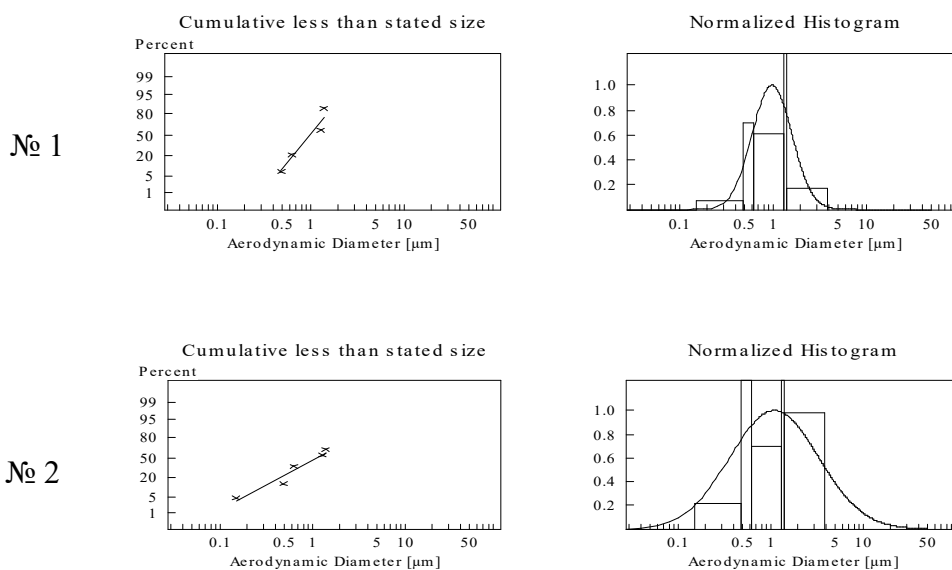 Cumulative less than stated size
Percent
99
95
80
50
20
5
1
0.1 0.5 1 5 10 50
Aerodynamic Diameter [µm]
Normalized Histogram
1.0
0.8
0.6
0.4
0.2
0.1 0.5 1 5 10 50
Aerodynamic Diameter [µm]
№ 1
Cumulative less than stated size
Percent
99
95
80
50
20
5
1
0.1 0.5 1 5 10 50
Aerodynamic Diameter [µm]
Normalized Histogram
1.0
0.8
0.6
0.4
0.2
0.1 0.5 1 5 10 50
Aerodynamic Diameter [µm]
№ 2